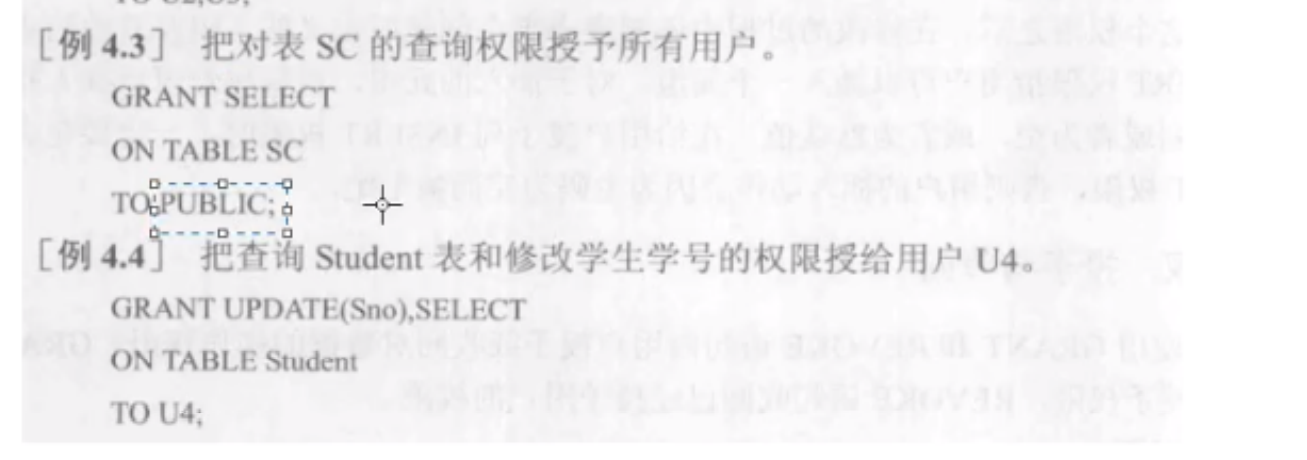 TO U2,U3;
［例 4.3］ 把对表 SC 的查询权限授予所有用户。
GRANT SELECT
ON TABLE SC
TO PUBLIC;
［例 4.4］ 把查询 Student 表和修改学生学号的权限授给用户 U4。
GRANT UPDATE(Sno),SELECT
ON TABLE Student
TO U4;